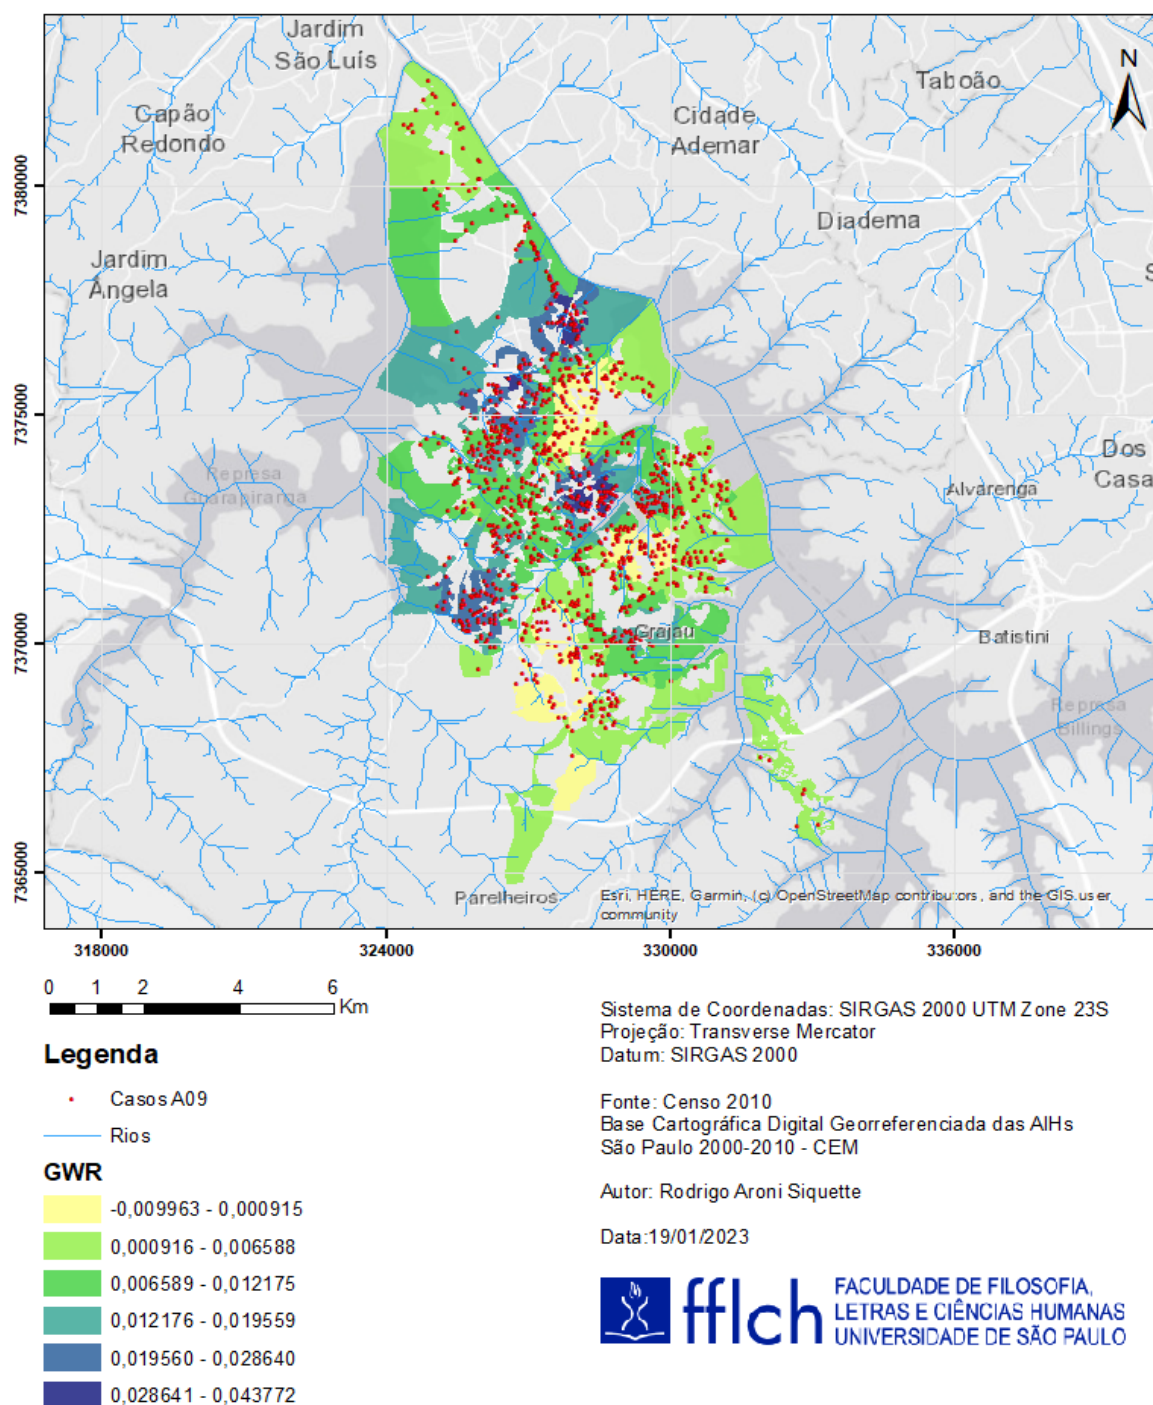 Jardim
São Luís
Capão
Redondo
Cidade
Ademar
Taboão
N
Diadema
Jardim
Ângela
S
Dos
Casa
Represa
Guarapiranga
Alvarenga
Grajaú
Batistini
Represa
Billings
Parelheiros
Esri, HERE, Garmin, (c) OpenStreetMap contributors, and the GIS user
community
7380000
7375000
7370000
7365000
318000
324000
330000
336000
0 1 2 4 6
Km
Legenda
Casos A09
Rios
GWR
-0,009963 - 0,000915
0,000916 - 0,006588
0,006589 - 0,012175
0,012176 - 0,019559
0,019560 - 0,028640
0,028641 - 0,043772
Sistema de Coordenadas: SIRGAS 2000 UTM Zone 23S
Projeção: Transverse Mercator
Datum: SIRGAS 2000
Fonte: Censo 2010
Base Cartográfica Digital Georreferenciada das AIHs
São Paulo 2000-2010 - CEM
Autor: Rodrigo Aroni Siquette
Data:19/01/2023
fflch
FACULDADE DE FILOSOFIA,
LETRAS E CIÊNCIAS HUMANAS
UNIVERSIDADE DE SÃO PAULO